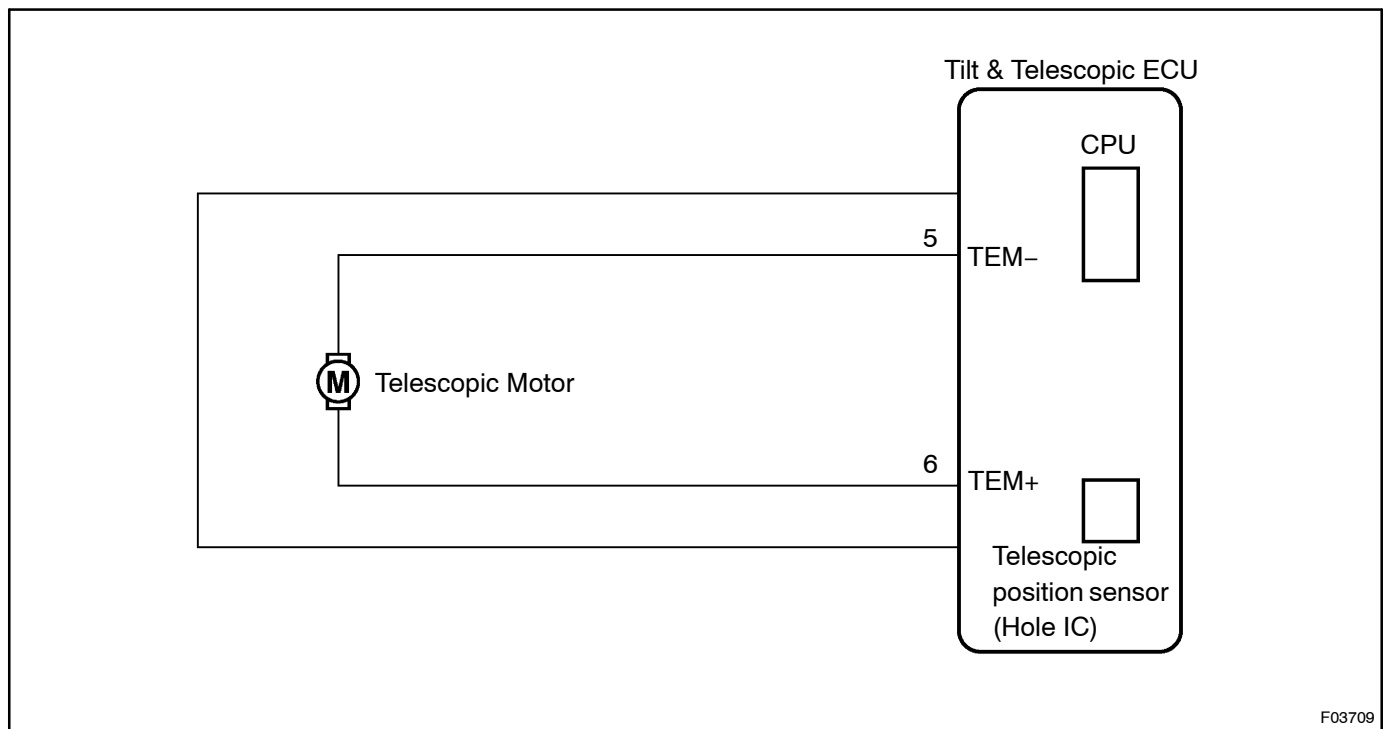 Tilt & Telescopic ECU
CPU
5
TEM−
M
Telescopic Motor
6
TEM+
Telescopic
position sensor
(Hole IC)
F03709